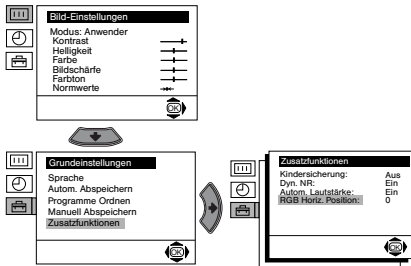 Bild-Einstellungen
Modus: Anwender
Kontrast
Helligkeit
Farbe
Bildschärfe
Farbton
Normwerte
OK
Grundeinstellungen
Sprache
Autom. Abspeichern
Programme Ordnen
Manuell Abspeichern
Zusatzfunktionen
OK
Zusatzfunktionen
Kindersicherung: Aus
Dyn. NR: Ein
Autom. Lautstärke: Ein
RGB Horiz. Position: 0
OK